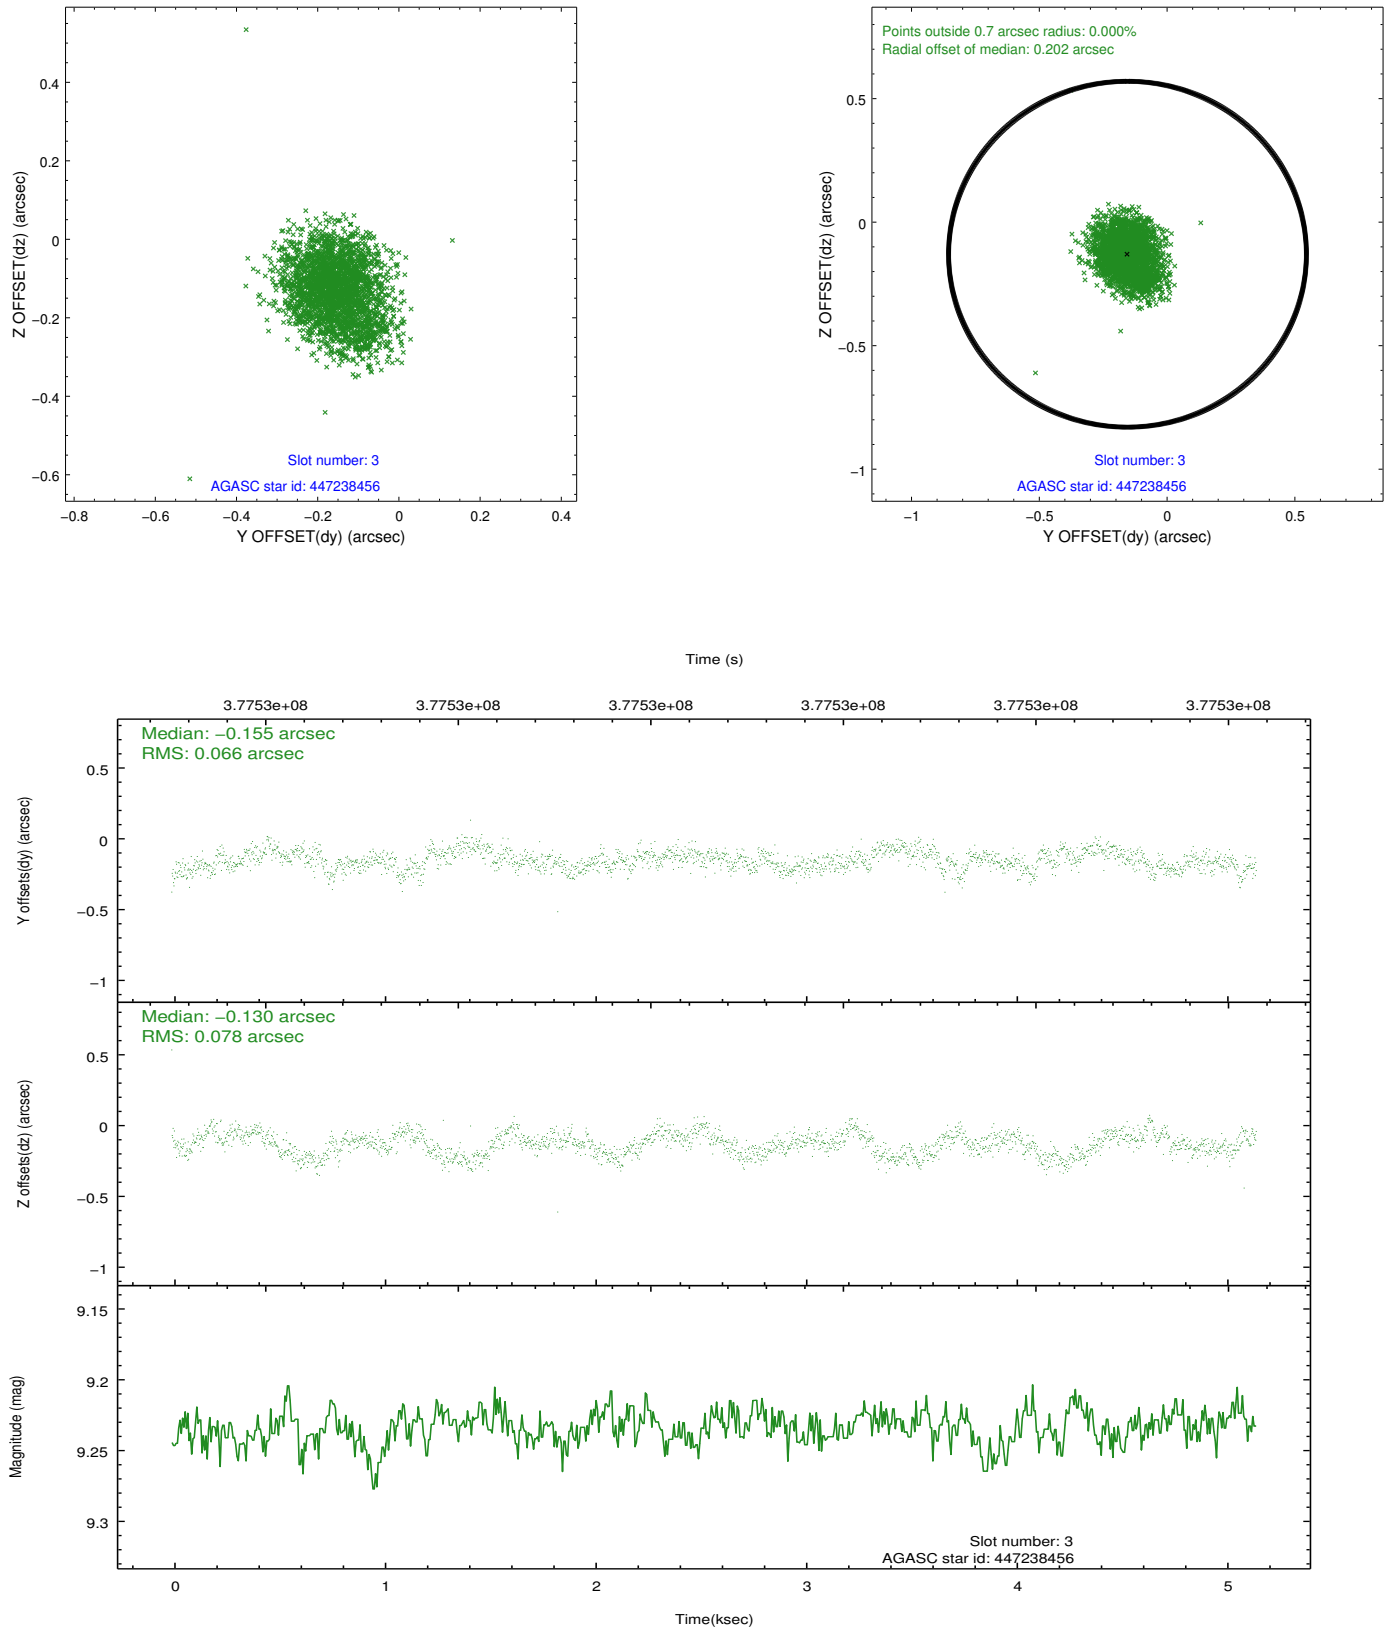 0.4
0.2
0
−0.2
−0.4
−0.6
Z OFFSET(dz) (arcsec)
Slot number: 3
AGASC star id: 447238456
−0.8
−0.6
−0.4
−0.2
0
0.2
0.4
Y OFFSET(dy) (arcsec)
Points outside 0.7 arcsec radius: 0.000%
Radial offset of median: 0.202 arcsec
0.5
0
−0.5
−1
Z OFFSET(dz) (arcsec)
Slot number: 3
AGASC star id: 447238456
−1
−0.5
0
0.5
Y OFFSET(dy) (arcsec)
Time (s)
3.7753e+08
3.7753e+08
3.7753e+08
3.7753e+08
3.7753e+08
3.7753e+08
Median: −0.155 arcsec
RMS: 0.066 arcsec
0.5
0
−0.5
−1
Y offsets(dy) (arcsec)
Median: −0.130 arcsec
RMS: 0.078 arcsec
0.5
0
−0.5
−1
Z offsets(dz) (arcsec)
9.15
9.2
9.25
9.3
Magnitude (mag)
Slot number: 3
AGASC star id: 447238456
0
1
2
3
4
5
Time(ksec)